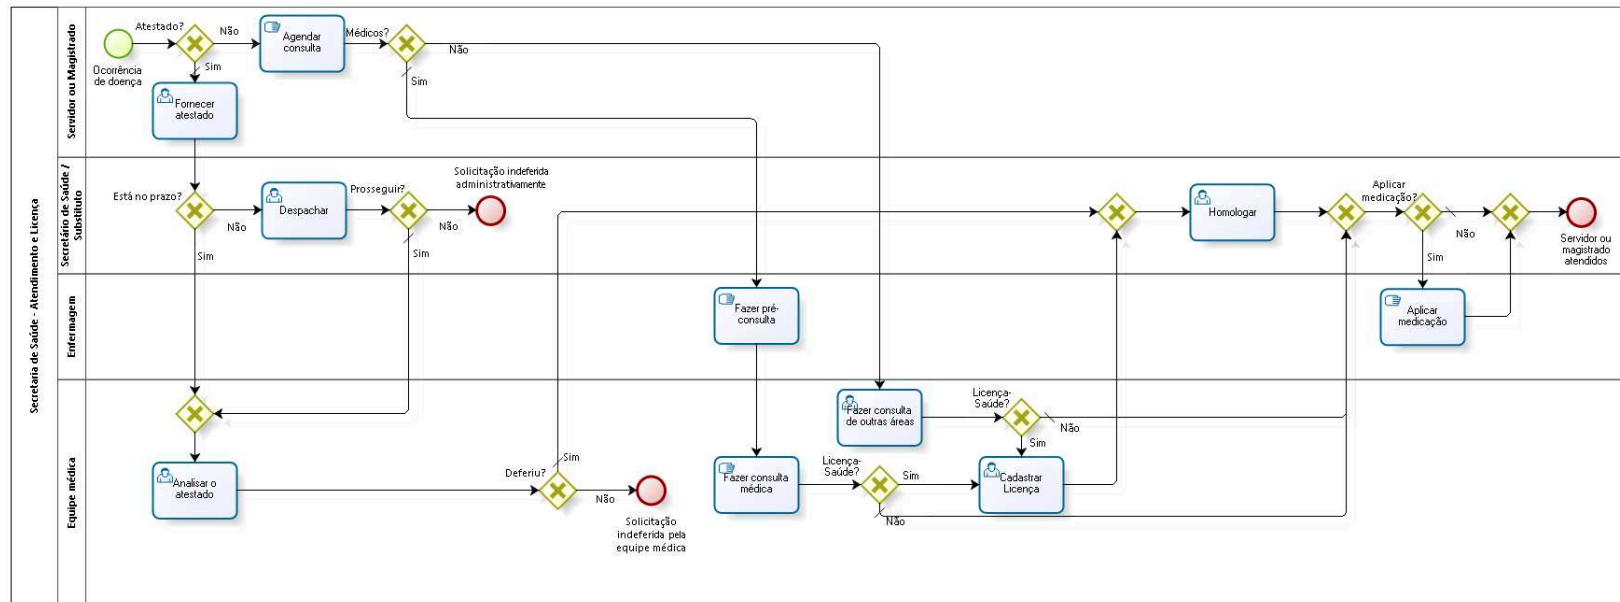 Secretaria de Saúde - Atendimento e Licença
Servidor ou Magistrado
Ocorrência
de doença
Atestado?
Não
Sim
Agendar
consulta
Médicos?
Não
Sim
Fornecer
atestado
Secretário de Saúde /
Substituto
Está no prazo?
Não
Sim
Despachar
Prosseguir?
Não
Sim
Solicitação indeferida
administrativamente
Homologar
Aplicar
medicação?
Não
Sim
Servidor ou
magistrado
atendidos
Enfermagem
Fazer pré-
consulta
Aplicar
medicação
Equipe médica
Analisar o
atestado
Deferiu?
Sim
Não
Solicitação
indeferida pela
equipe médica
Fazer consulta
de outras áreas
Licença-
Saúde?
Não
Sim
Fazer consulta
médica
Licença-
Saúde?
Sim
Não
Cadastrar
Licença